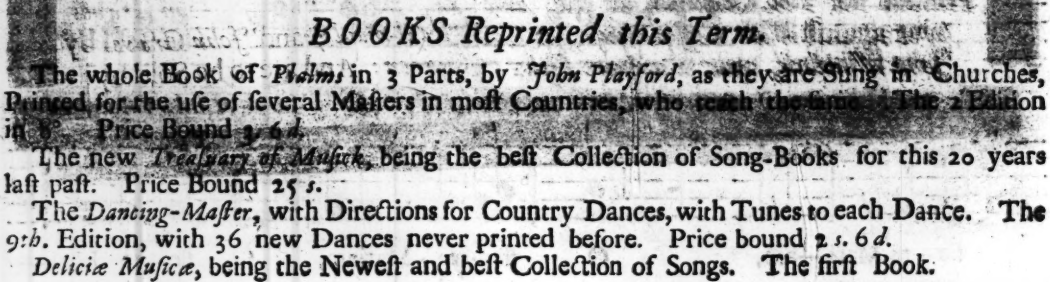 BOOKS Reprinted this Term.
The whole Book of Pſalms in 3 Parts, by John Playford, as they are Sung in Churches,
Printed for the uſe of ſeveral Maſters in moſt Countries, who teach the ſame. The 2 Edition
in 8° Price Bound 3 6 d.
The new Treaſuary of Muſick, being the beſt Collection of Song-Books for this 20 years
laſt paſt. Price Bound 25 s.
The Dancing-Maſter, with Directions for Country Dances, with Tunes to each Dance. The
9th. Edition, with 36 new Dances never printed before. Price bound 2 s. 6 d.
Deliciæ Muſicæ, being the Neweſt and beſt Collection of Songs. The firſt Book.